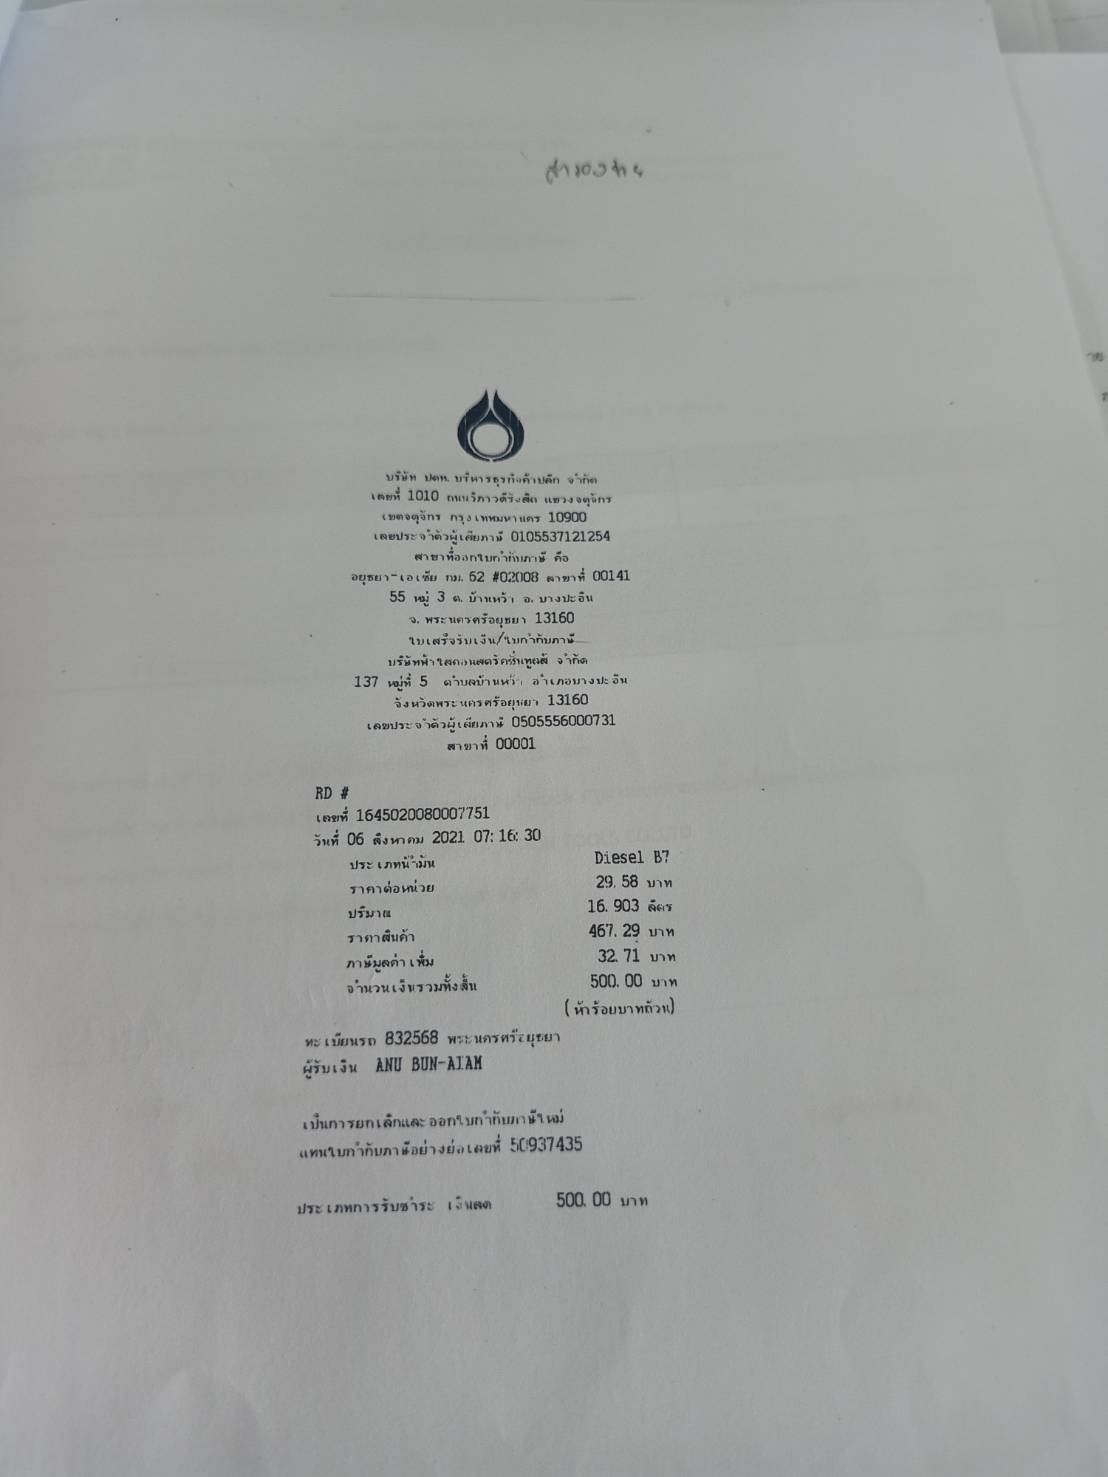 สำรองจ่าย
บริษัท ปตท. บริหารธุรกิจค้าปลีก จำกัด
เลขที่ 1010 ถนนวิภาวดีรังสิต แขวงจตุจักร
เขตจตุจักร กรุงเทพมหานคร 10900
เลขประจำตัวผู้เสียภาษี 0105537121254
สาขาที่ออกใบกำกับภาษี คือ
อยุธยา-เอเซีย กม. 62 #02008 สาขาที่ 00141
55 หมู่ 3 ต. บ้านหว้า อ. บางปะอิน
จ. พระนครศรีอยุธยา 13160
ใบเสร็จรับเงิน/ใบกำกับภาษี
บริษัทฟ้าใสคอนสตรัคชั่นทูลส์ จำกัด
137 หมู่ที่ 5 ตำบลบ้านหว้า อำเภอบางปะอิน
จังหวัดพระนครศรีอยุธยา 13160
เลขประจำตัวผู้เสียภาษี 0505556000731
สาขาที่ 00001
RD #
เลขที่ 1645020080007751
วันที่ 06 สิงหาคม 2021 07:16:30
ประเภทน้ำมัน Diesel B7
ราคาต่อหน่วย 29.58 บาท
ปริมาณ 16.903 ลิตร
ราคาสินค้า 467.29 บาท
ภาษีมูลค่าเพิ่ม 32.71 บาท
จำนวนเงินรวมทั้งสิ้น 500.00 บาท
(ห้าร้อยบาทถ้วน)
ทะเบียนรถ 832568 พระนครศรีอยุธยา
ผู้รับเงิน ANU BUN-AIAM
เป็นการยกเลิกและออกใบกำกับภาษีใหม่
แทนใบกำกับภาษีอย่างย่อเลขที่ 50937435
ประเภทการรับชำระ เงินสด 500.00 บาท